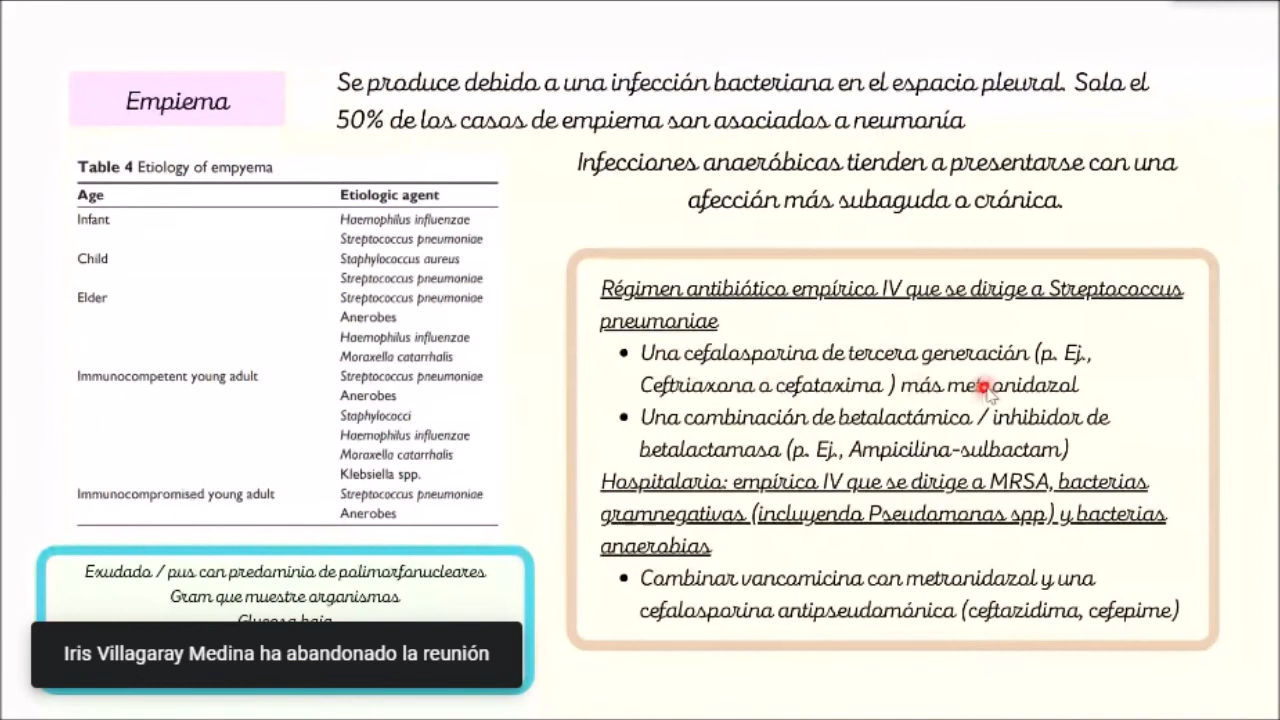 Empiema
Se produce debido a una infección bacteriana en el espacio pleural. Solo el
50% de los casos de empiema son asociados a neumonía
Infecciones anaeróbicas tienden a presentarse con una
afección más subaguda o crónica.
Table 4 Etiology of empyema
Age Etiologic agent
Infant Haemophilus influenzae
Streptococcus pneumoniae
Child Staphylococcus aureus
Streptococcus pneumoniae
Elder Streptococcus pneumoniae
Anerobes
Haemophilus influenzae
Moraxella catarrhalis
Immunocompetent young adult Streptococcus pneumoniae
Anerobes
Staphylococci
Haemophilus influenzae
Moraxella catarrhalis
Klebsiella spp.
Immunocompromised young adult Streptococcus pneumoniae
Anerobes
Régimen antibiótico empírico IV que se dirige a Streptococcus
pneumoniae
• Una cefalosporina de tercera generación (p. Ej.,
Ceftriaxona o cefotaxima ) más metronidazol
• Una combinación de betalactámico / inhibidor de
betalactamasa (p. Ej., Ampicilina-sulbactam)
Hospitalaria: empírico IV que se dirige a MRSA, bacterias
gramnegativas (incluyendo Pseudomonas spp) y bacterias
anaerobias
• Combinar vancomicina con metronidazol y una
cefalosporina antipseudomónica (ceftazidima, cefepime)
Exudado / pus con predominio de polimorfonucleares
Gram que muestre organismos
Glucosa baja
Iris Villagaray Medina ha abandonado la reunión